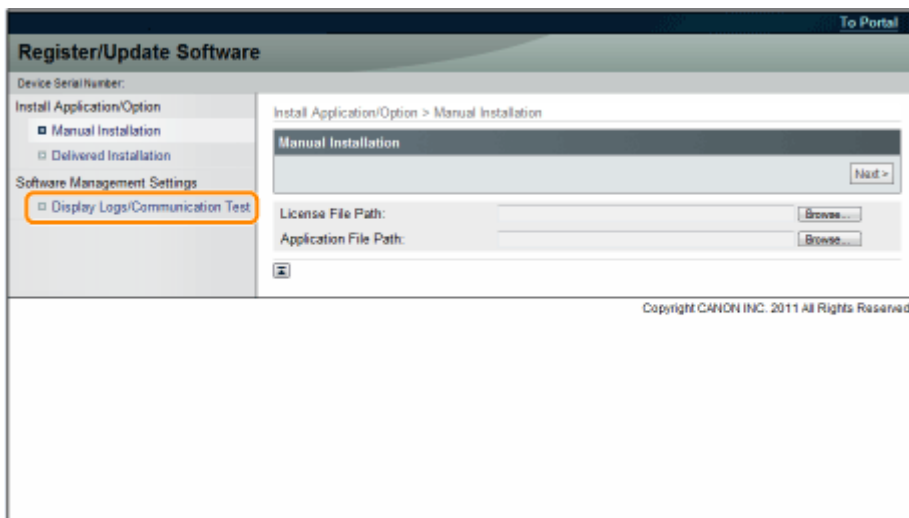 To Portal
Register/Update Software
Device Serial Number:
Install Application/Option
Manual Installation
Delivered Installation
Software Management Settings
Display Logs/Communication Test
Install Application/Option > Manual Installation
Manual Installation
Next >
License File Path:
Browse...
Application File Path:
Browse...
Copyright CANON INC. 2011 All Rights Reserved